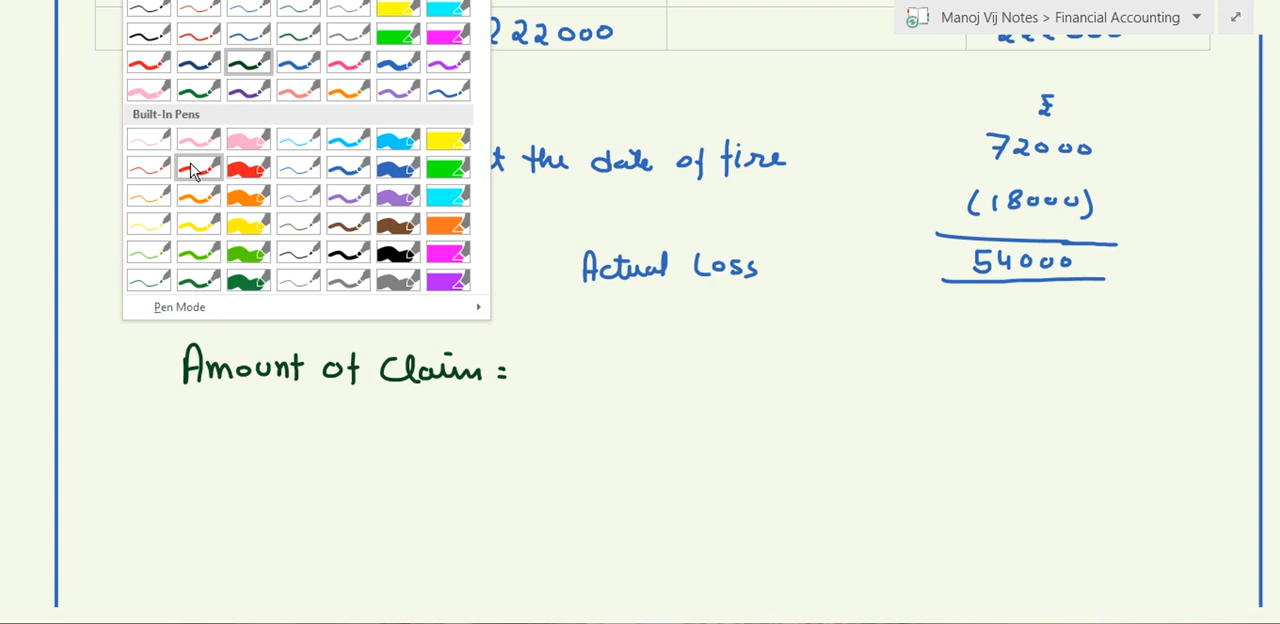 Manoj Vij Notes > Financial Accounting
222000
Built-In Pens
₹
the date of fire 72000
(18000)
Actual Loss 54000
Pen Mode
Amount of Claim =